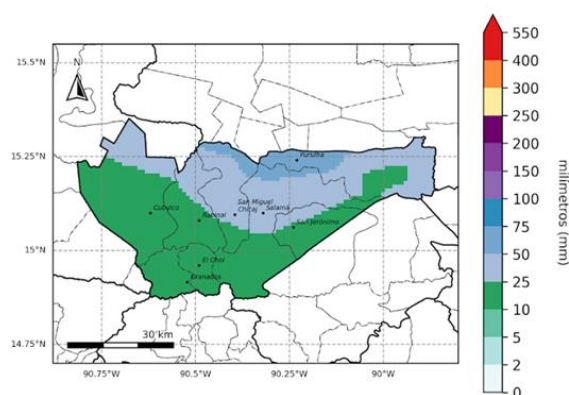 15.5°N
N
15.25°N
15°N
14.75°N
Purulha
San Miguel
Chicaj
Salama
Cubulco
Rabinal
San Jerónimo
El Chol
Granados
30 km
90.75°W
90.5°W
90.25°W
90°W
550
400
300
250
200
150
100
75
50
25
10
5
2
0
milímetros (mm)